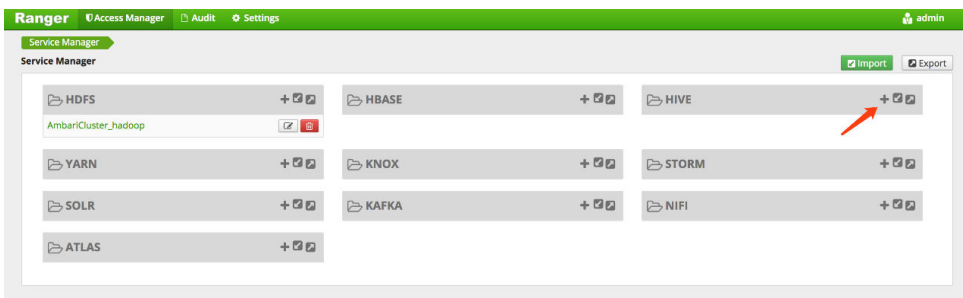 Ranger Access Manager Audit Settings admin
Service Manager
Service Manager Import Export
HDFS HBASE HIVE
AmbariCluster_hadoop
YARN KNOX STORM
SOLR KAFKA NIFI
ATLAS